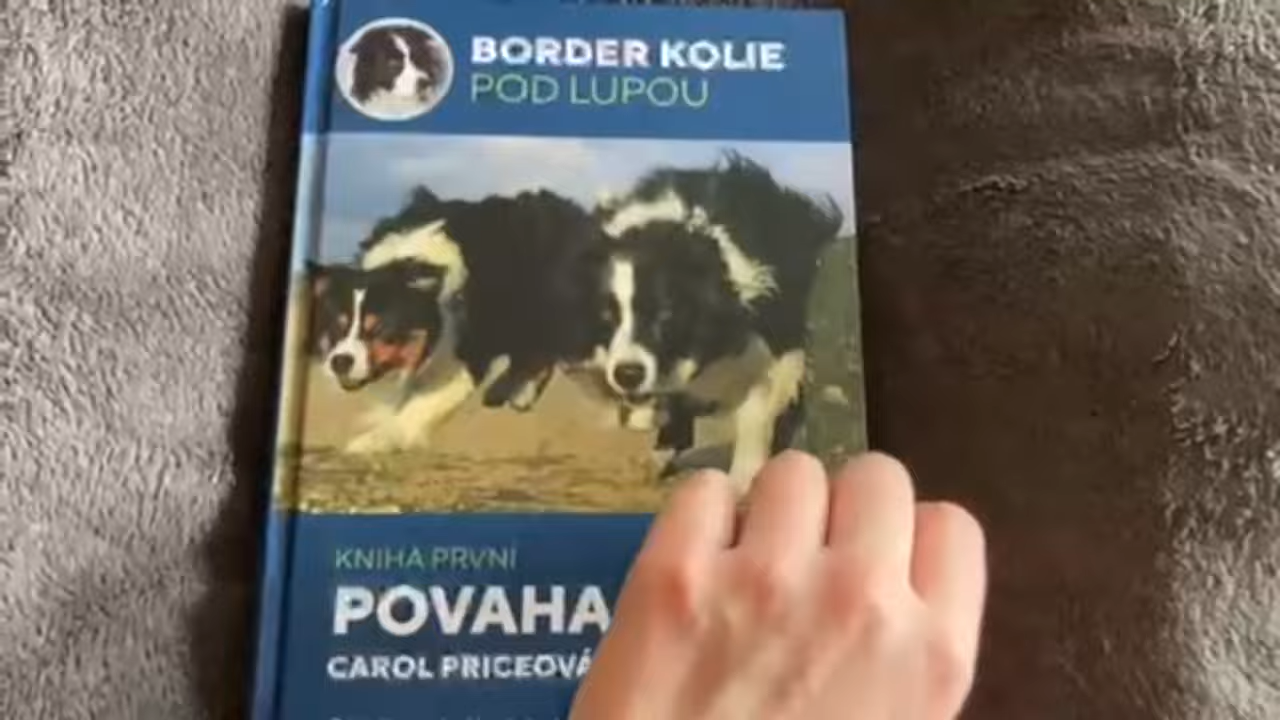 BORDER KOLIE
POD LUPOU
KNIHA PRVNÍ
POVAHA
CAROL PRICEOVÁ